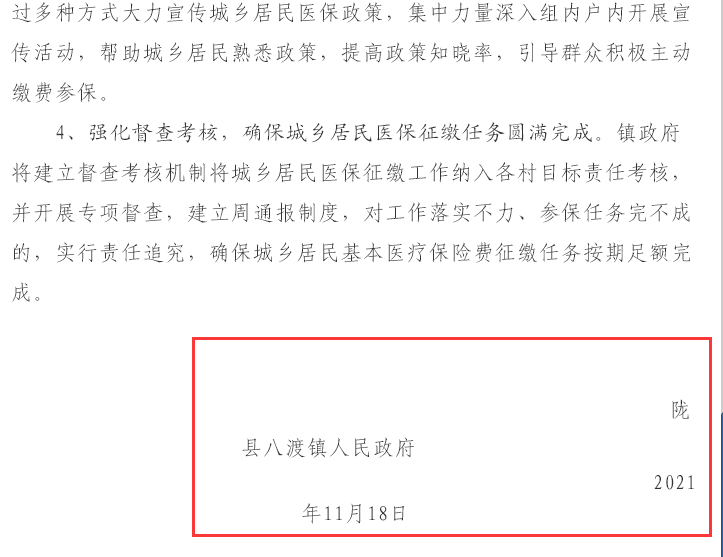 过多种方式大力宣传城乡居民医保政策，集中力量深入组内户内开展宣
传活动，帮助城乡居民熟悉政策，提高政策知晓率，引导群众积极主动
缴费参保。
4、强化督查考核，确保城乡居民医保征缴任务圆满完成。镇政府
将建立督查考核机制将城乡居民医保征缴工作纳入各村目标责任考核，
并开展专项督查，建立周通报制度，对工作落实不力、参保任务完不成
的，实行责任追究，确保城乡居民基本医疗保险费征缴任务按期足额完
成。
陇
县八渡镇人民政府
2021
年11月18日